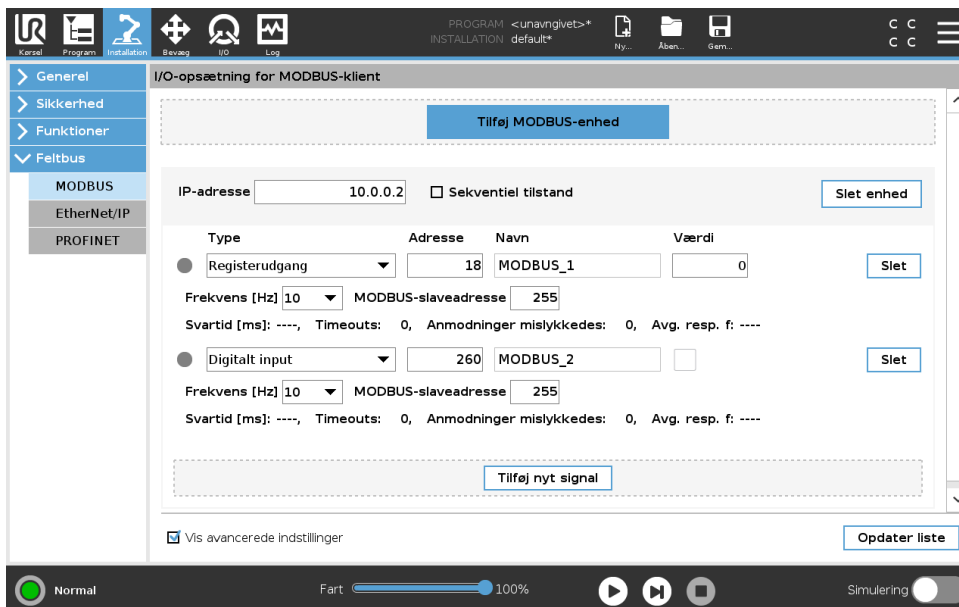 UR
PROGRAM <unavngivet>*
INSTALLATION default*
Kørsel Program Installation Bevæg I/O Log Ny... Åben... Gem...
C C
C C
Generel
Sikkerhed
Funktioner
Feltbus
MODBUS
EtherNet/IP
PROFINET
I/O-opsætning for MODBUS-klient
Tilføj MODBUS-enhed
IP-adresse 10.0.0.2 Sekventiel tilstand Slet enhed
Type Adresse Navn Værdi
Registerudgang 18 MODBUS_1 0 Slet
Frekvens [Hz] 10 MODBUS-slaveadresse 255
Svartid [ms]: ----, Timeouts: 0, Anmodninger mislykkedes: 0, Avg. resp. f: ----
Digitalt input 260 MODBUS_2 Slet
Frekvens [Hz] 10 MODBUS-slaveadresse 255
Svartid [ms]: ----, Timeouts: 0, Anmodninger mislykkedes: 0, Avg. resp. f: ----
Tilføj nyt signal
Vis avancerede indstillinger Opdater liste
Normal Fart 100% Simulering